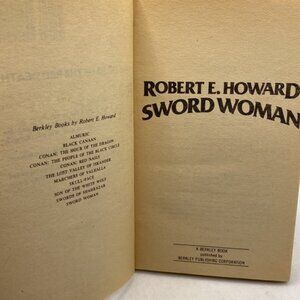 Berkley Books by Robert E. Howard
ALMURIC
BLACK CANAAN
CONAN: THE HOUR OF THE DRAGON
CONAN: THE PEOPLE OF THE BLACK CIRCLE
CONAN: RED NAILS
THE LOST VALLEY OF ISKANDER
MARCHERS OF VALHALLA
SKULL-FACE
SON OF THE WHITE WOLF
SWORDS OF SHAHRAZAR
SWORD WOMAN
ROBERT E. HOWARD
SWORD WOMAN
A BERKLEY BOOK
published by
BERKLEY PUBLISHING CORPORATION